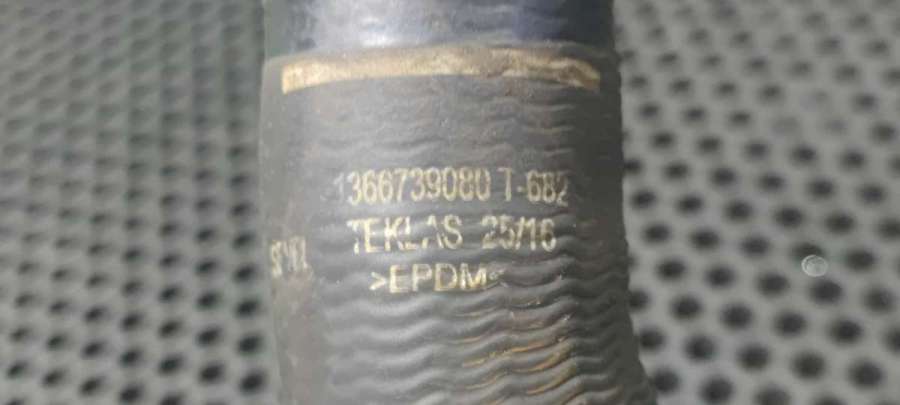 1366739080 T-682
TEKLAS 25/16
>EPDM<